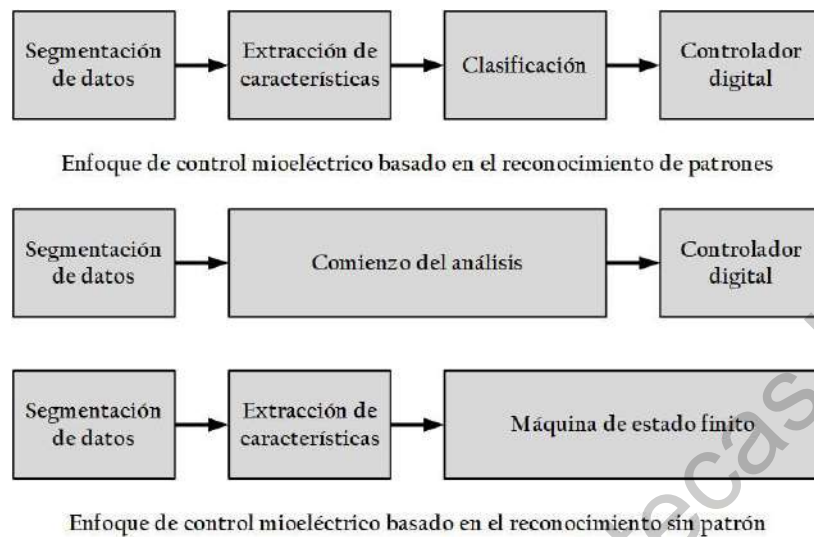 Segmentación
de datos
Extracción de
características
Clasificación
Controlador
digital
Enfoque de control mioeléctrico basado en el reconocimiento de patrones
Segmentación
de datos
Comienzo del análisis
Controlador
digital
Segmentación
de datos
Extracción de
características
Máquina de estado finito
Enfoque de control mioeléctrico basado en el reconocimiento sin patrón